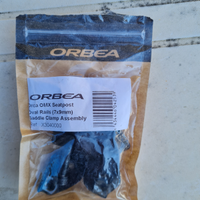 ORBEA
ORBEA
Orca OMX Seatpost
Oval Rails (7x9mm)
Saddle Clamp Assembly